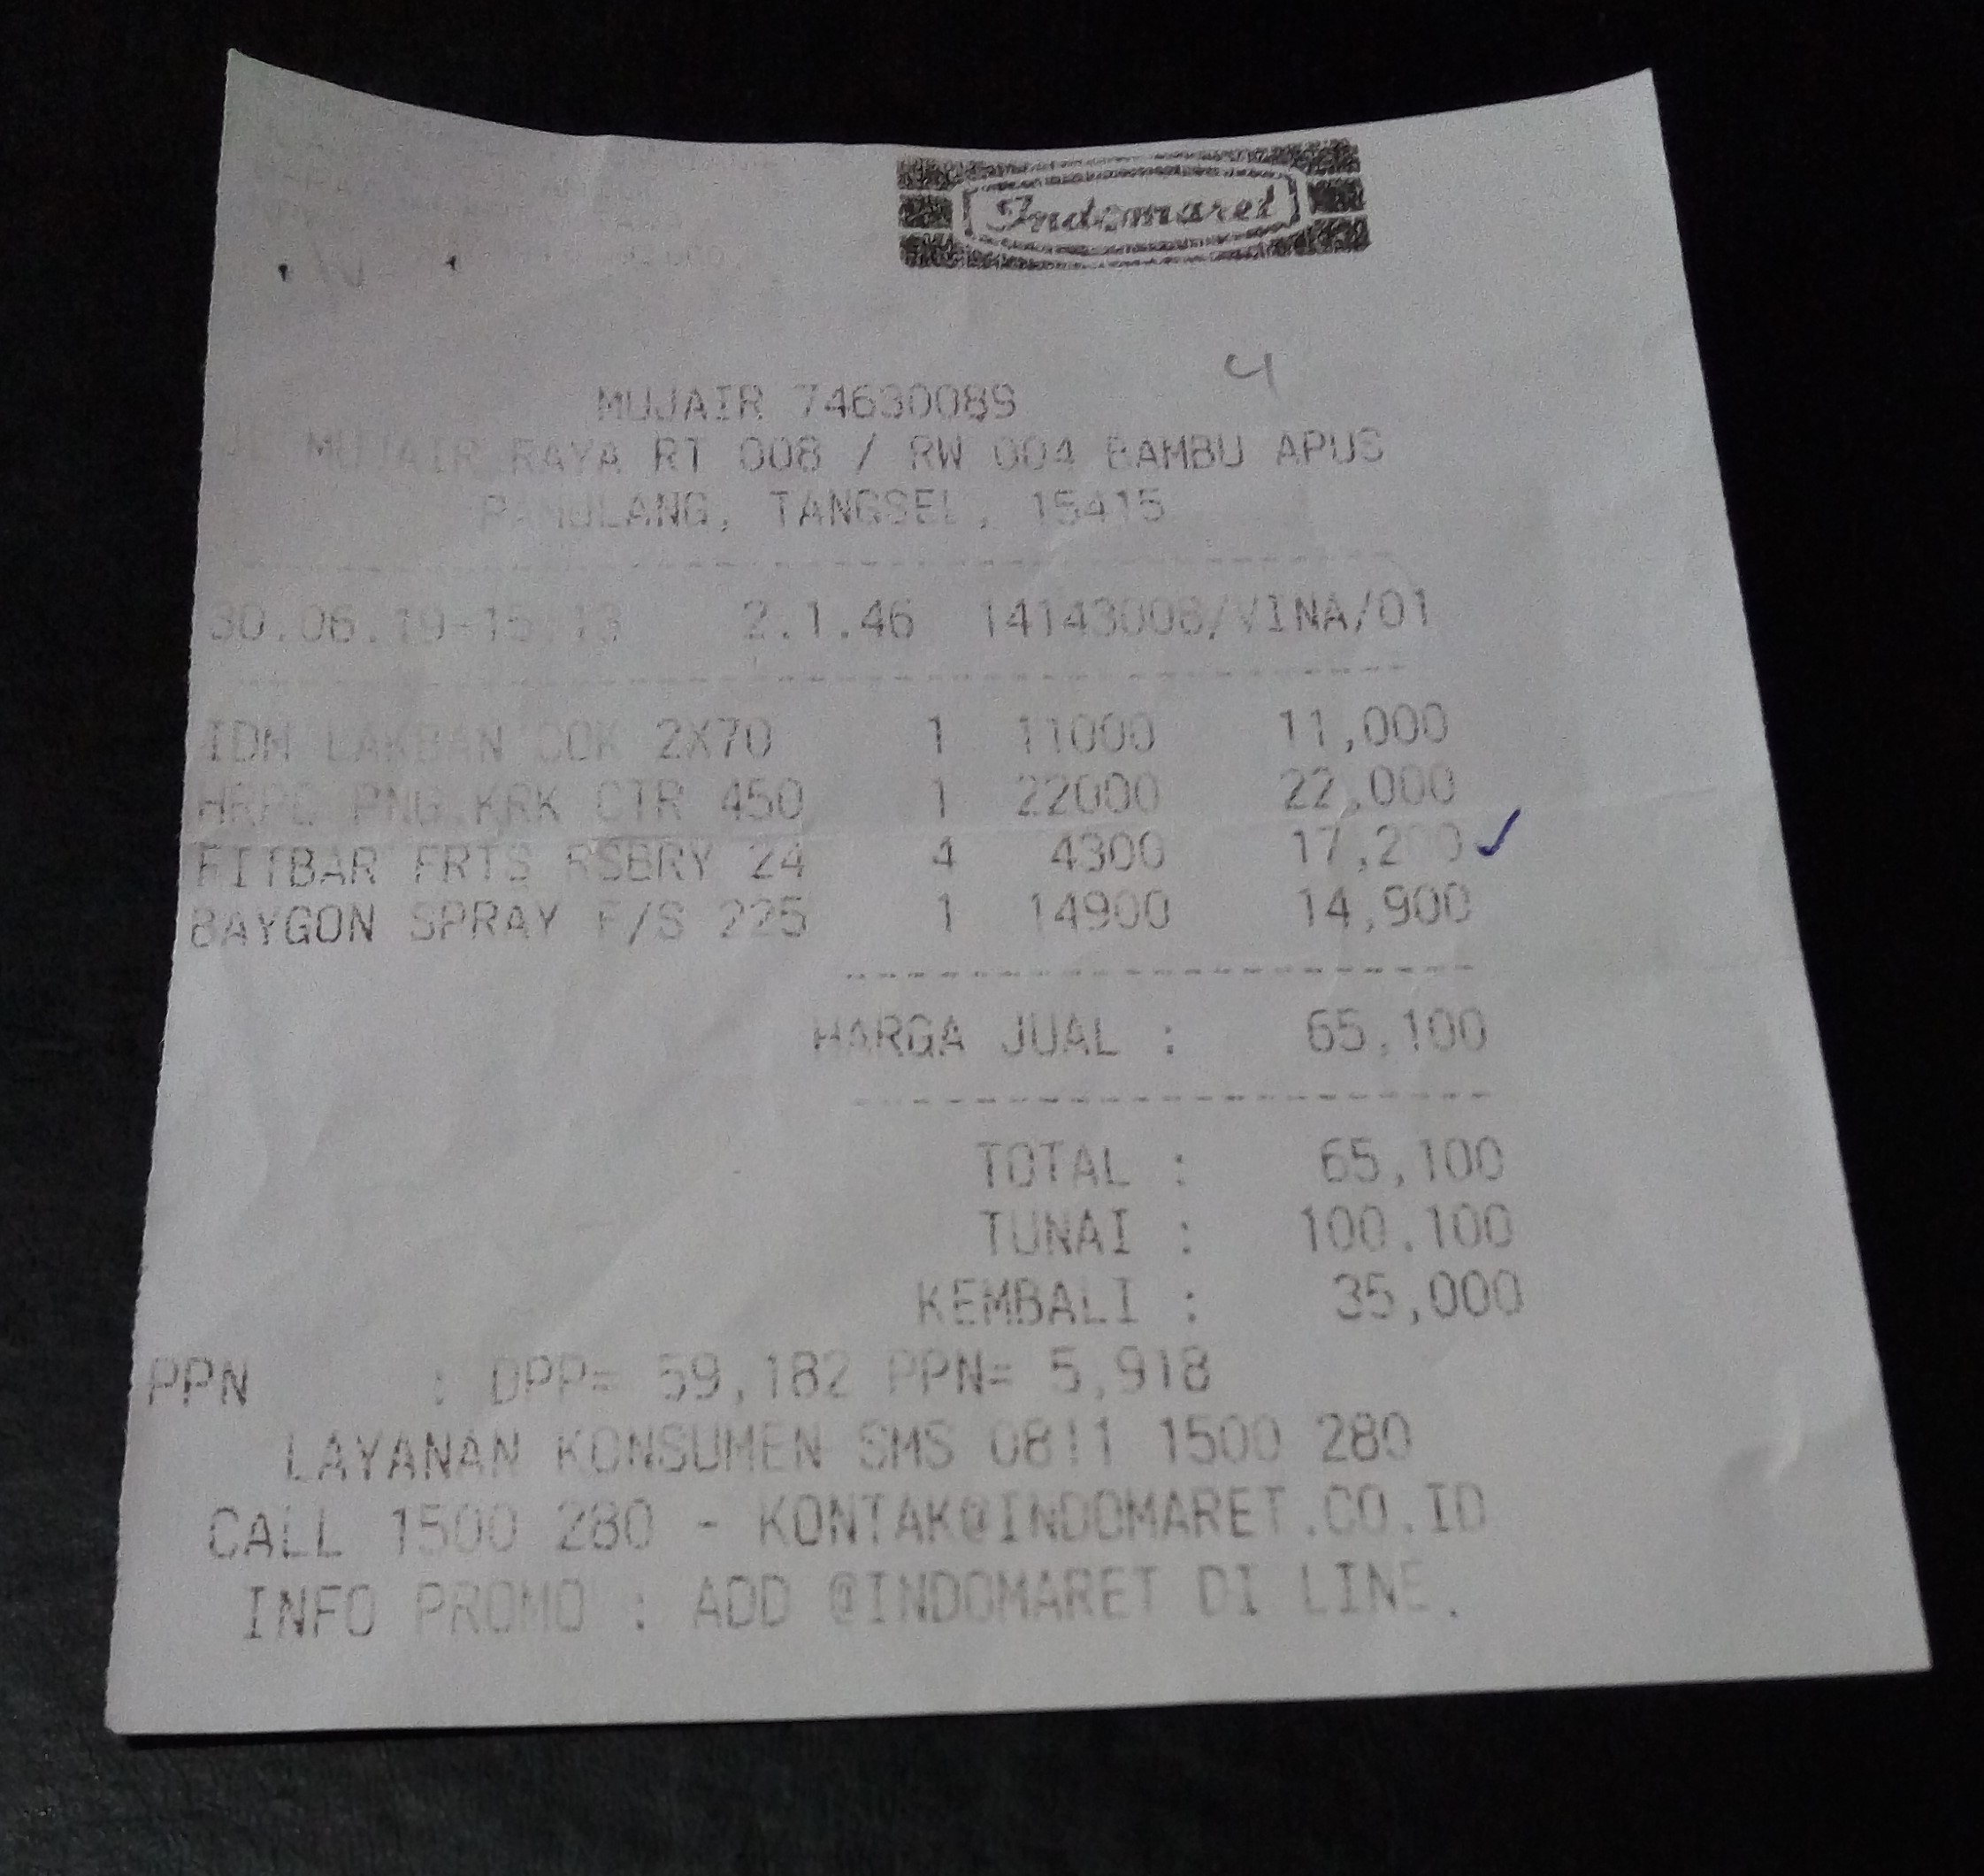 Indomaret
4
MUJAIR 74630089
MUJAIR RAYA RT 008 / RW 004 BAMBU APUS
PAMULANG, TANGSEL, 15415
30.06.19-15 13 2.1.46 14143008/VINA/01
IDM LAKBAN COK 2X70 1 11000 11,000
HRPC PNG.KRK CTR 450 1 22000 22,000
FITBAR FRTS RSBRY 24 4 4300 17,200
BAYGON SPRAY F/S 225 1 14900 14,900
HARGA JUAL : 65,100
TOTAL : 65,100
TUNAI : 100.100
KEMBALI : 35,000
PPN : DPP= 59,182 PPN= 5,918
LAYANAN KONSUMEN SMS 0811 1500 280
CALL 1500 280 - KONTAK@INDOMARET.CO.ID
INFO PROMO : ADD @INDOMARET DI LINE.